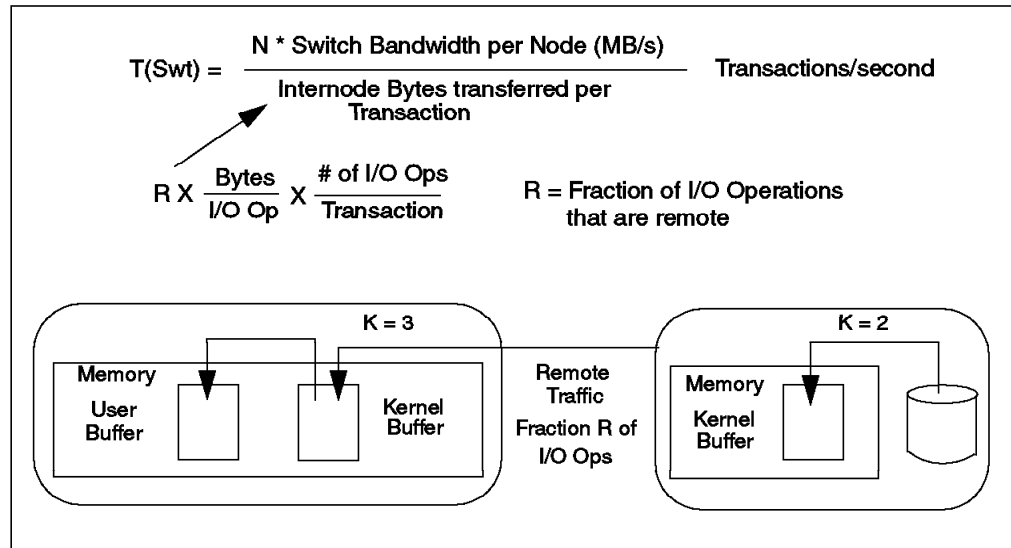 N * Switch Bandwidth per Node (MB/s)
T(Swt) =
Transactions/second
Internode Bytes transferred per
Transaction
R X Bytes X # of I/O Ops
I/O Op Transaction
R = Fraction of I/O Operations
that are remote
K = 3
Memory
User
Buffer
Kernel
Buffer
Remote
Traffic
Fraction R of
I/O Ops
K = 2
Memory
Kernel
Buffer